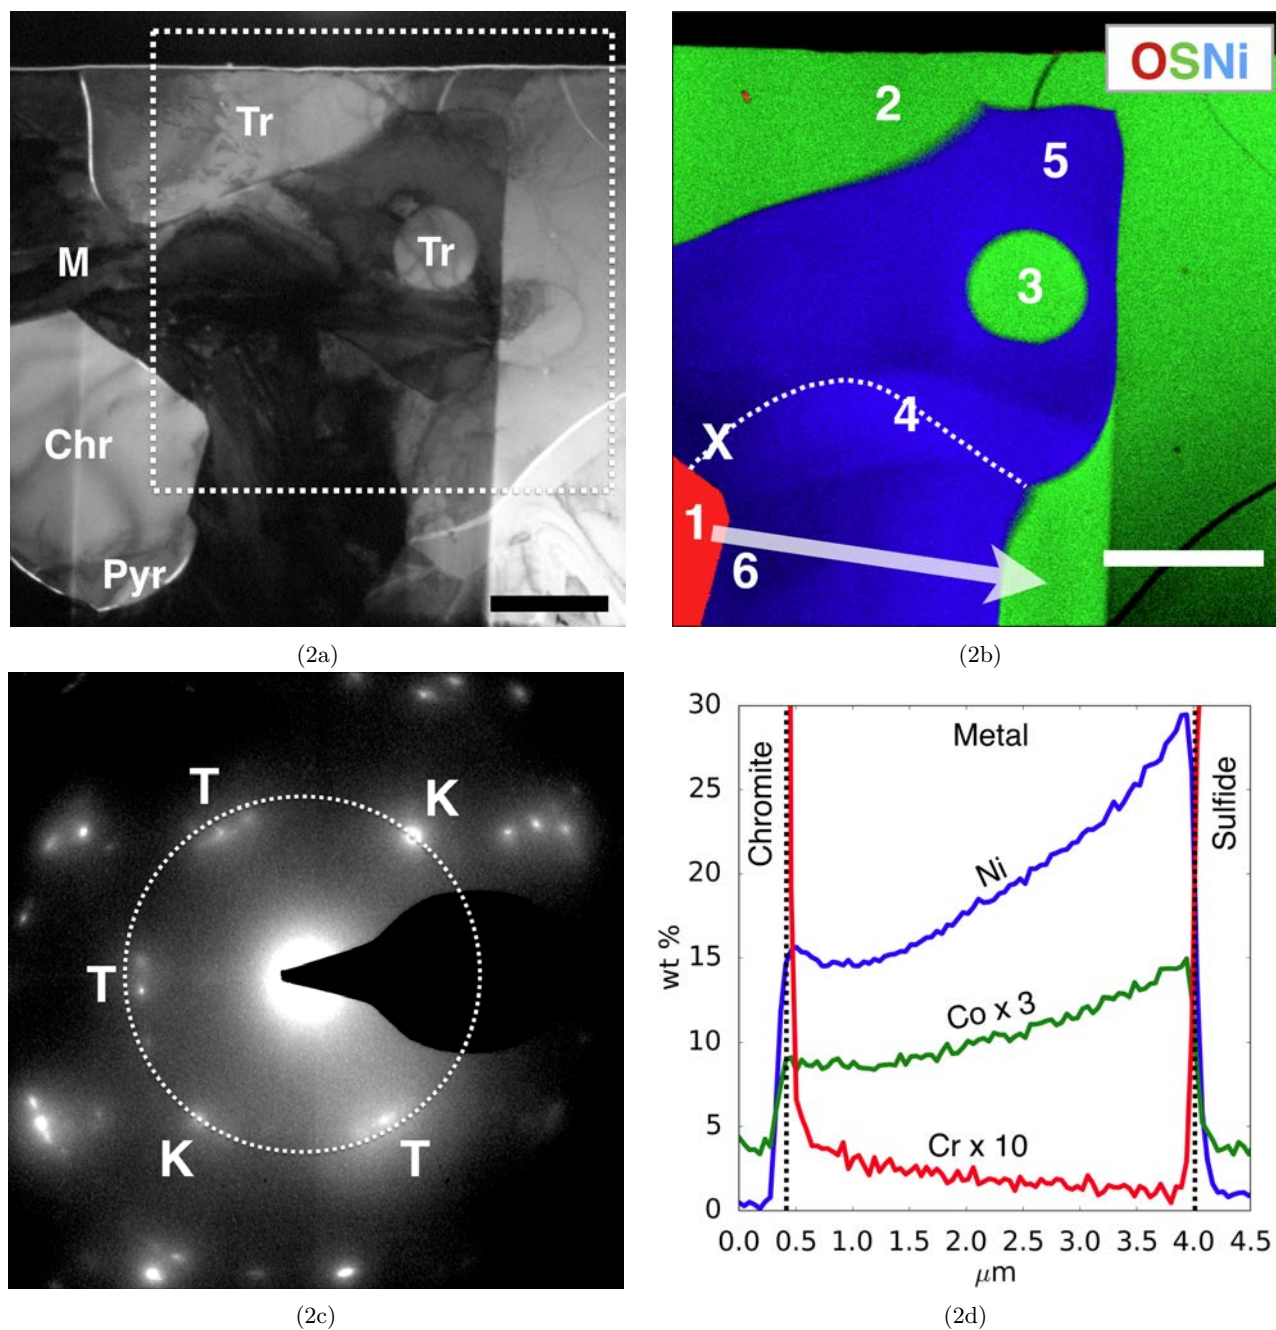 Tr
M
Tr
Chr
Pyr
(2a)
OSNi
2
5
3
4
X
1
6
(2b)
T
K
T
K
T
(2c)
30
25
20
15
10
5
0
wt %
Chromite
Metal
Sulfide
Ni
Co x 3
Cr x 10
0.0 0.5 1.0 1.5 2.0 2.5 3.0 3.5 4.0 4.5
μm
(2d)